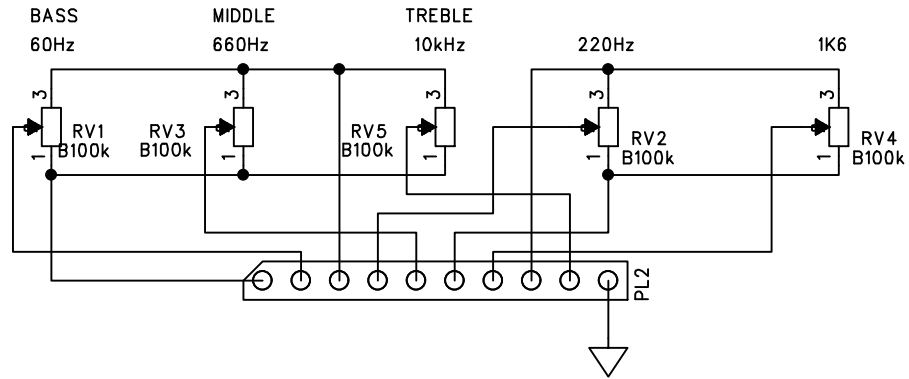 BASS
MIDDLE
TREBLE
60Hz
660Hz
10kHz
220Hz
1K6
3
3
3
3
3
RV1
B100k
RV3
B100k
RV5
B100k
RV2
B100k
RV4
B100k
1
1
1
1
1
PL2